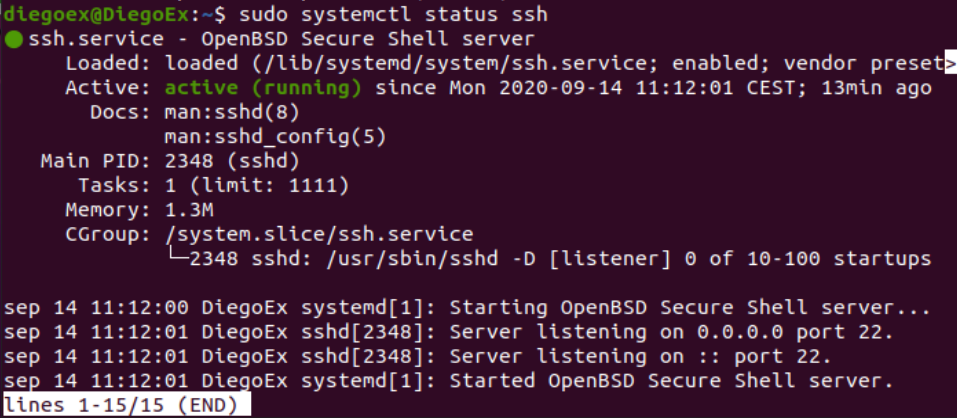 diegoex@DiegoEx:~$ sudo systemctl status ssh
● ssh.service - OpenBSD Secure Shell server
     Loaded: loaded (/lib/systemd/system/ssh.service; enabled; vendor preset>
     Active: active (running) since Mon 2020-09-14 11:12:01 CEST; 13min ago
       Docs: man:sshd(8)
             man:sshd_config(5)
   Main PID: 2348 (sshd)
      Tasks: 1 (limit: 1111)
     Memory: 1.3M
     CGroup: /system.slice/ssh.service
             └─2348 sshd: /usr/sbin/sshd -D [listener] 0 of 10-100 startups

sep 14 11:12:00 DiegoEx systemd[1]: Starting OpenBSD Secure Shell server...
sep 14 11:12:01 DiegoEx sshd[2348]: Server listening on 0.0.0.0 port 22.
sep 14 11:12:01 DiegoEx sshd[2348]: Server listening on :: port 22.
sep 14 11:12:01 DiegoEx systemd[1]: Started OpenBSD Secure Shell server.
lines 1-15/15 (END)